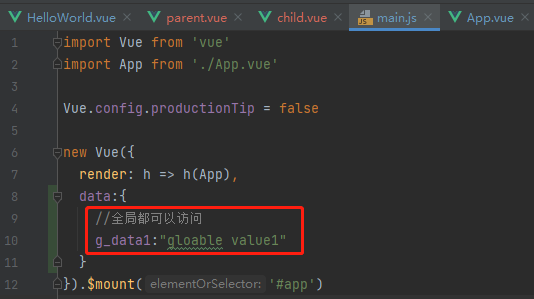 HelloWorld.vue × parent.vue × child.vue × main.js × App.vue ×
1 import Vue from 'vue'
2 import App from './App.vue'
3
4 Vue.config.productionTip = false
5
6 new Vue({
7 render: h => h(App),
8 data:{
9 //全局都可以访问
10 g_data1:"gloable value1"
11 }
12 }).$mount( elementOrSelector: '#app')